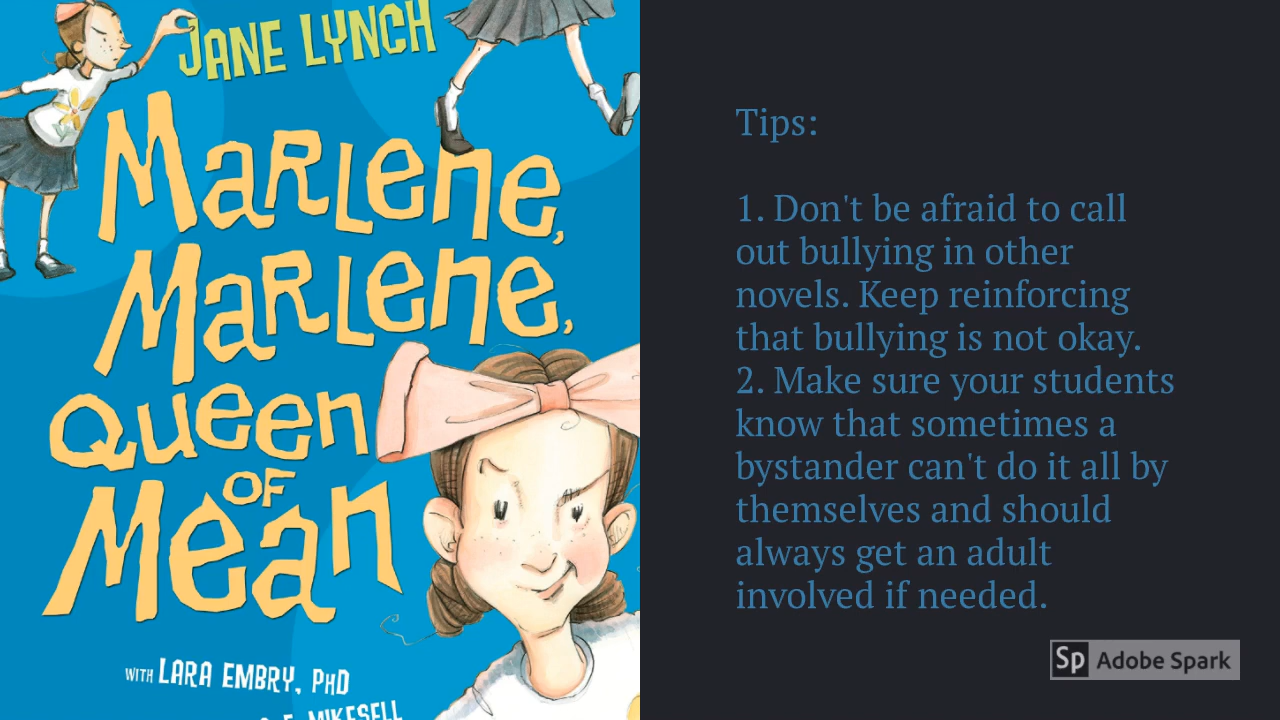 JANE LYNCH
Marlene,
Marlene,
Queen
OF
Mean
WITH LARA EMBRY, PHD
MIKESELL
Tips:
1. Don't be afraid to call
out bullying in other
novels. Keep reinforcing
that bullying is not okay.
2. Make sure your students
know that sometimes a
bystander can't do it all by
themselves and should
always get an adult
involved if needed.
Sp Adobe Spark